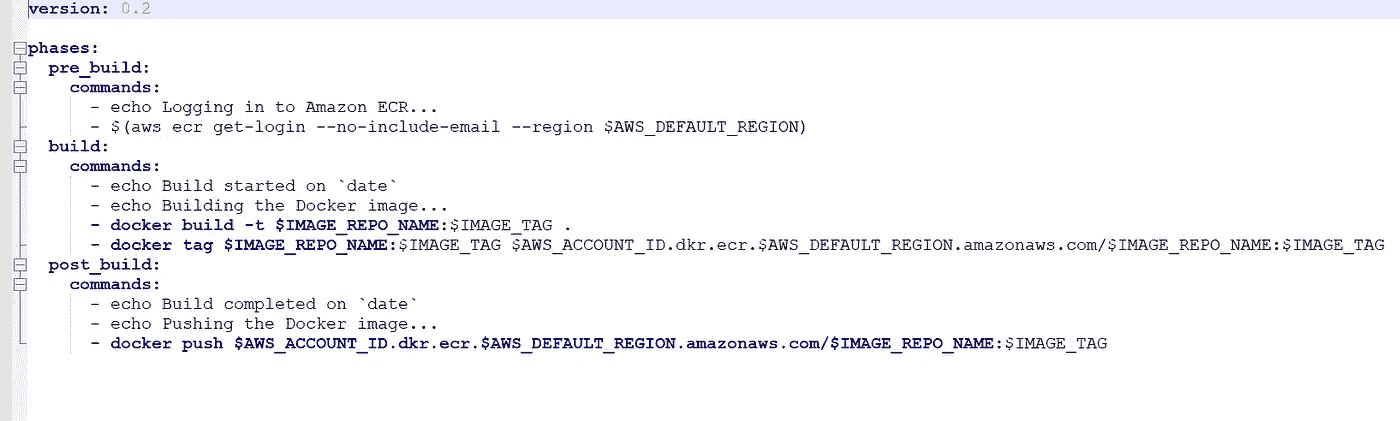 version: 0.2
phases:
pre_build:
commands:
- echo Logging in to Amazon ECR...
- $(aws ecr get-login --no-include-email --region $AWS_DEFAULT_REGION)
build:
commands:
- echo Build started on `date`
- echo Building the Docker image...
- docker build -t $IMAGE_REPO_NAME:$IMAGE_TAG .
- docker tag $IMAGE_REPO_NAME:$IMAGE_TAG $AWS_ACCOUNT_ID.dkr.ecr.$AWS_DEFAULT_REGION.amazonaws.com/$IMAGE_REPO_NAME:$IMAGE_TAG
post_build:
commands:
- echo Build completed on `date`
- echo Pushing the Docker image...
- docker push $AWS_ACCOUNT_ID.dkr.ecr.$AWS_DEFAULT_REGION.amazonaws.com/$IMAGE_REPO_NAME:$IMAGE_TAG